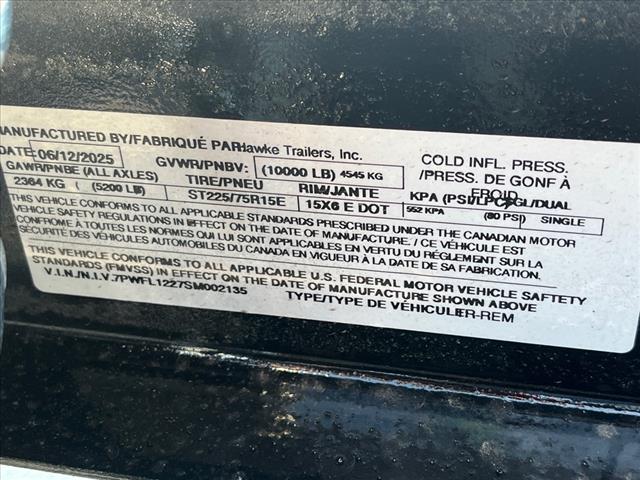 MANUFACTURED BY/FABRIQUÉ PAR Hawke Trailers, Inc.
DATE: 06/12/2025 GVWR/PNBV: (10000 LB) 4545 KG COLD INFL. PRESS.
/PRESS. DE GONF À
FROID
GAWR/PNBE (ALL AXLES) TIRE/PNEU RIM/JANTE KPA (PSI/LPC) SGL/DUAL
2364 KG / (5200 LB) ST225/75R15E 15X6 E DOT 552 KPA (80 PSI) SINGLE
THIS VEHICLE CONFORMS TO ALL APPLICABLE STANDARDS PRESCRIBED UNDER THE CANADIAN MOTOR
VEHICLE SAFETY REGULATIONS IN EFFECT ON THE DATE OF MANUFACTURE. / CE VÉHICULE EST
CONFORME À TOUTES LES NORMES QUI LUI SONT APPLICABLES EN VERTU DU RÉGLEMENT SUR LA
SÉCURITÉ DES VÉHICULES AUTOMOBILES DU CANADA EN VIGUEUR À LA DATE DE SA FABRICATION.
THIS VEHICLE CONFORMS TO ALL APPLICABLE U.S. FEDERAL MOTOR VEHICLE SAFTETY
STANDARDS (FMVSS) IN EFFECT ON THE DATE OF MANUFACTURE SHOWN ABOVE
V.I.N./N.I.V.:7PWFL1227SM002135 TYPE/TYPE DE VÉHICULE: TR-REM